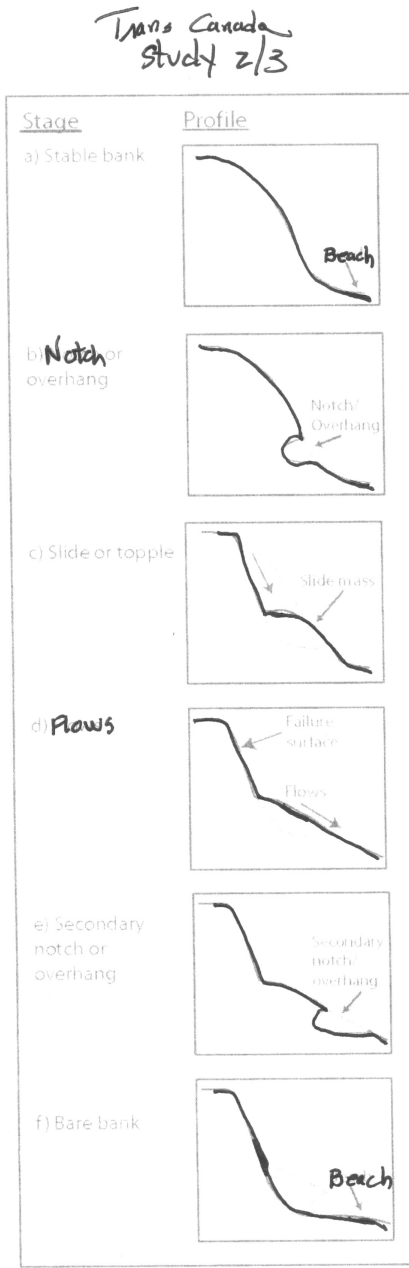 Trans Canada
Study 2/3
Stage Profile
a) Stable bank
Beach
b) Notch or
overhang
Notch/
Overhang
c) Slide or topple
Slide mass
d) Flows
Failure
surface
Flows
e) Secondary
notch or
overhang
Secondary
notch/
overhang
f) Bare bank
Beach